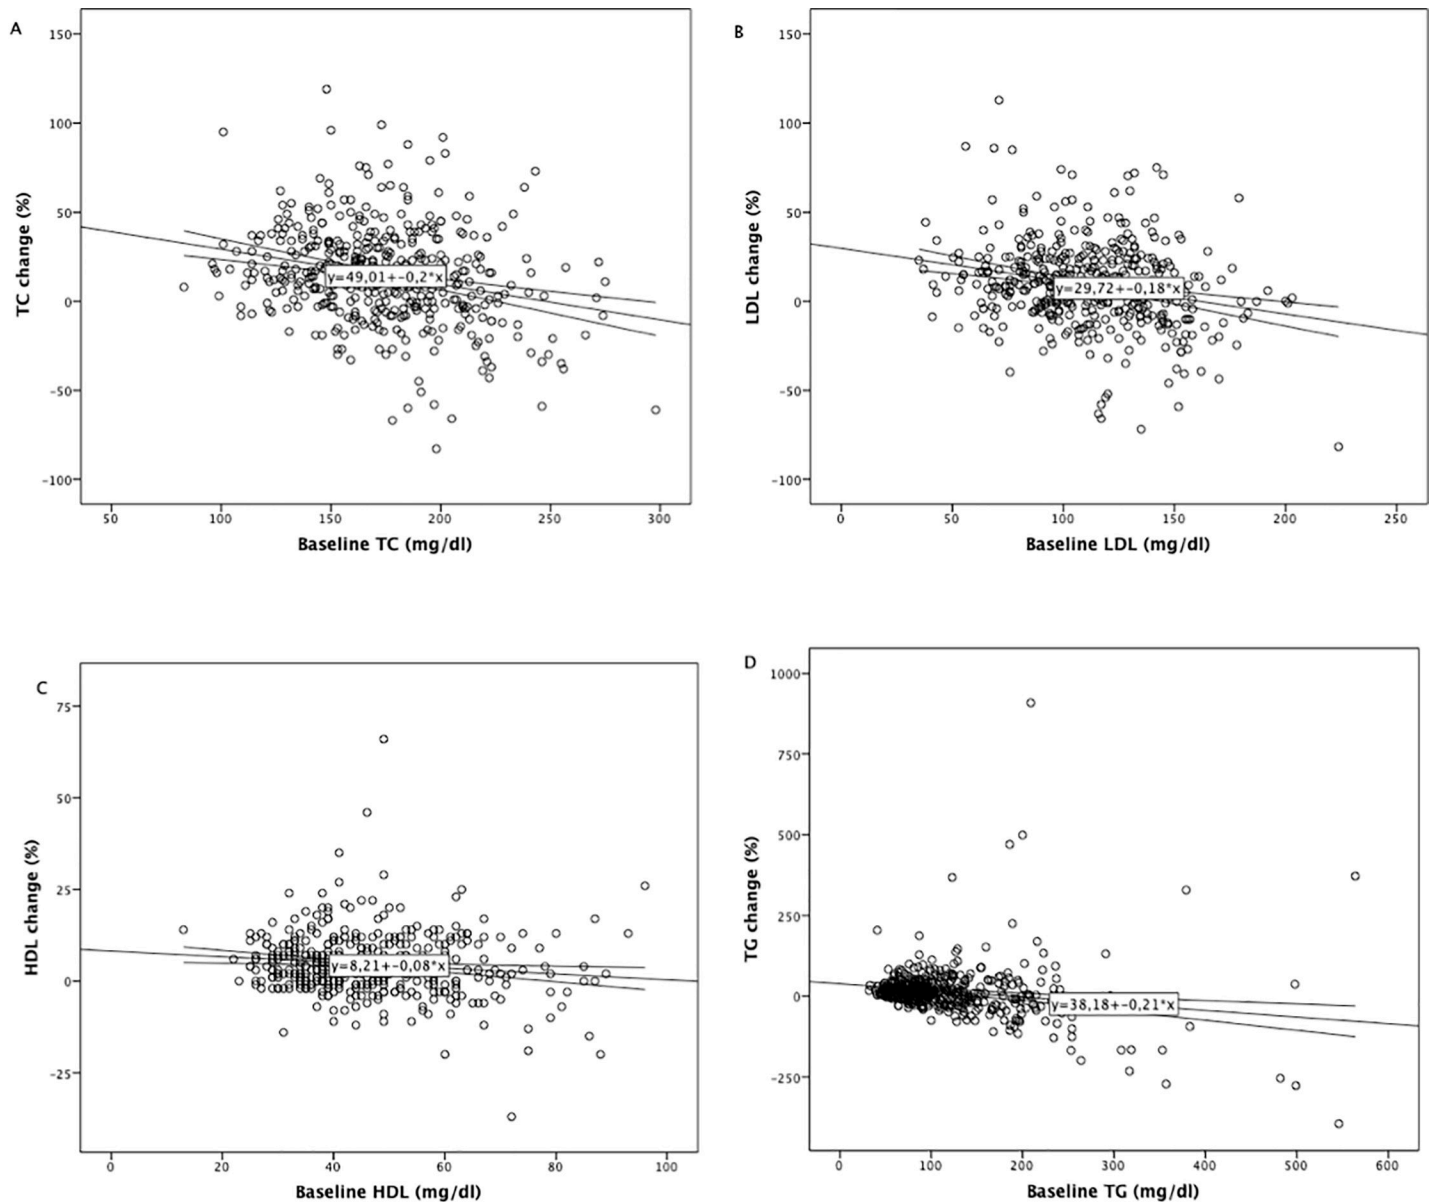 A
150
100
50
0
-50
-100
TC change (%)
y=49,01+-0,2*x
50 100 150 200 250 300
Baseline TC (mg/dl)
B
150
100
50
0
-50
-100
LDL change (%)
y=29,72+-0,18*x
0 50 100 150 200 250
Baseline LDL (mg/dl)
C
75
50
25
0
-25
HDL change (%)
y=8,21+-0,08*x
0 20 40 60 80 100
Baseline HDL (mg/dl)
D
1000
750
500
250
0
-250
TG change (%)
y=38,18+-0,21*x
0 100 200 300 400 500 600
Baseline TG (mg/dl)